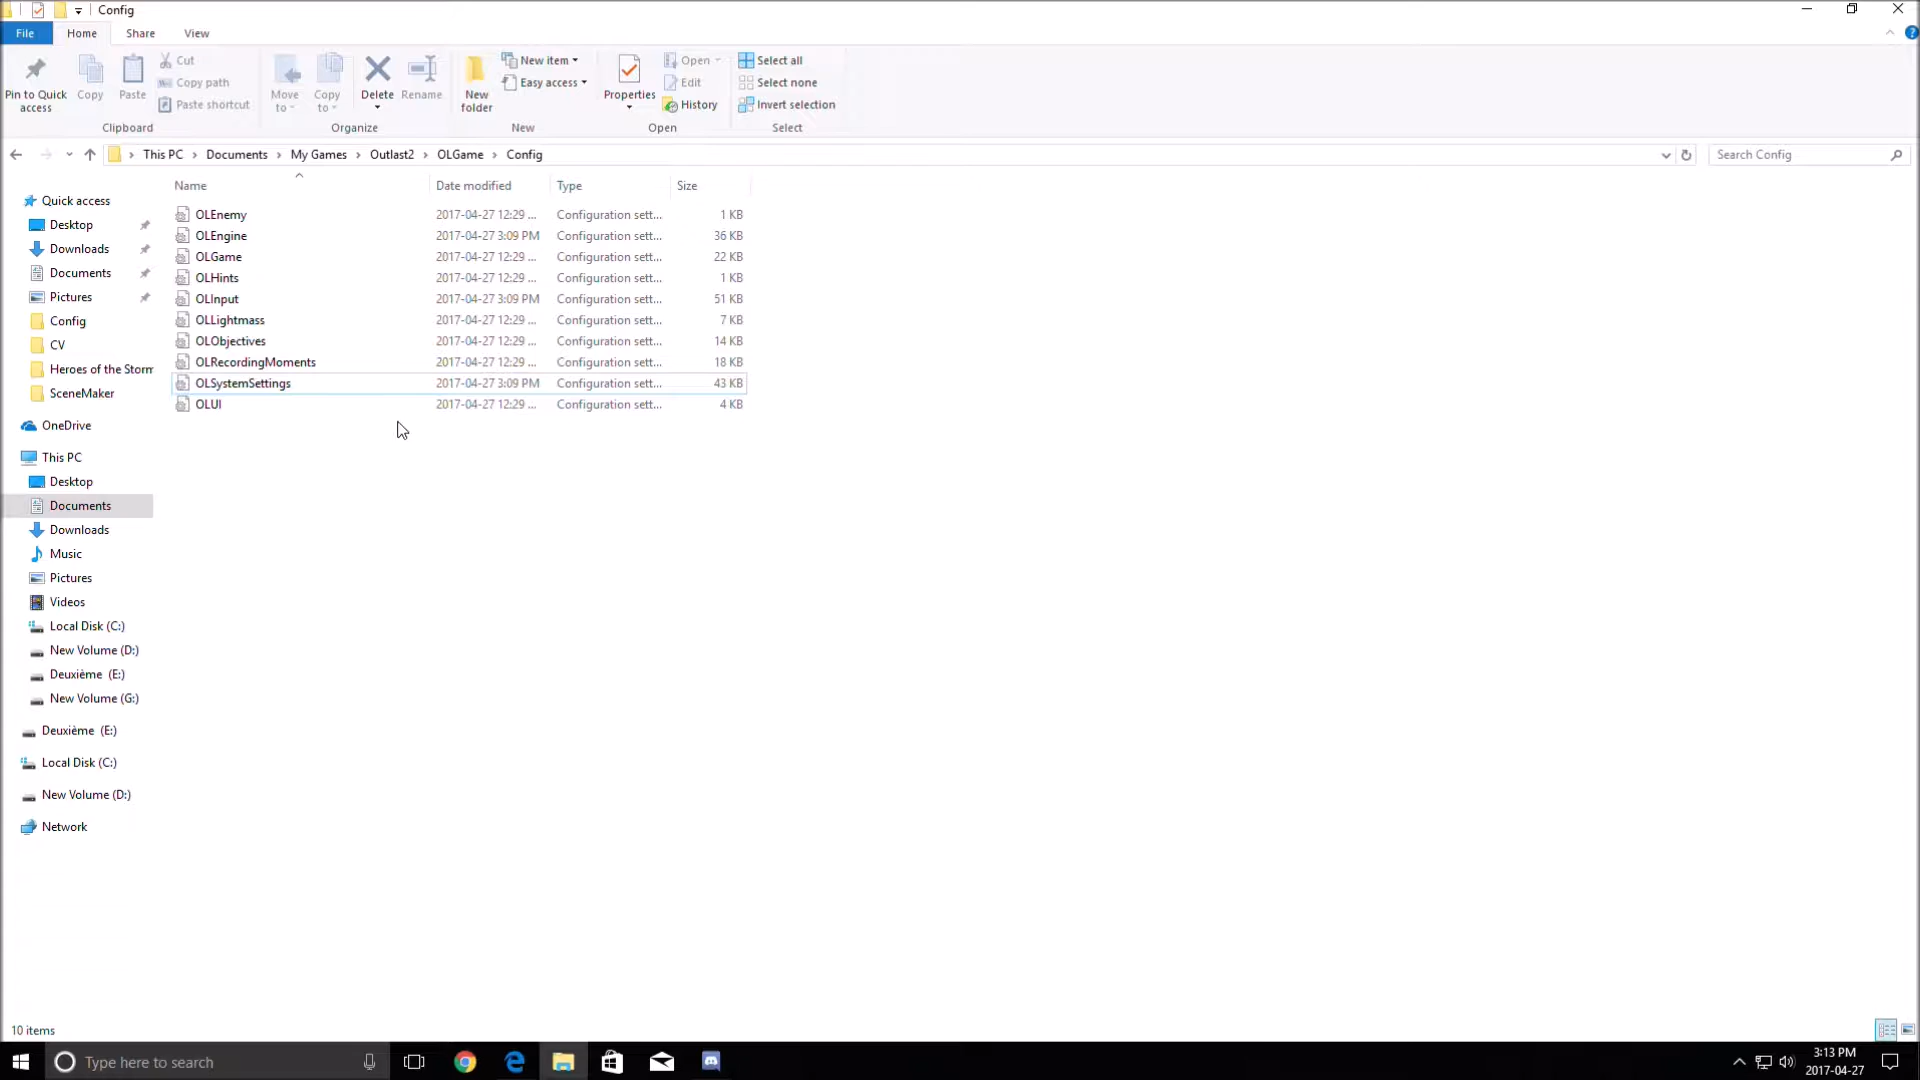 Config
File Home Share View
Pin to Quick access
Copy
Paste
Cut
Copy path
Paste shortcut
Clipboard
Move to
Copy to
Delete
Rename
Organize
New folder
New item
Easy access
New
Properties
Open
Edit
History
Open
Select all
Select none
Invert selection
Select
This PC > Documents > My Games > Outlast2 > OLGame > Config
Search Config
Name Date modified Type Size
OLEnemy 2017-04-27 12:29 ... Configuration sett... 1 KB
OLEngine 2017-04-27 3:09 PM Configuration sett... 36 KB
OLGame 2017-04-27 12:29 ... Configuration sett... 22 KB
OLHints 2017-04-27 12:29 ... Configuration sett... 1 KB
OLInput 2017-04-27 3:09 PM Configuration sett... 51 KB
OLLightmass 2017-04-27 12:29 ... Configuration sett... 7 KB
OLObjectives 2017-04-27 12:29 ... Configuration sett... 14 KB
OLRecordingMoments 2017-04-27 12:29 ... Configuration sett... 18 KB
OLSystemSettings 2017-04-27 3:09 PM Configuration sett... 43 KB
OLUI 2017-04-27 12:29 ... Configuration sett... 4 KB
Quick access
Desktop
Downloads
Documents
Pictures
Config
CV
Heroes of the Storm
SceneMaker
OneDrive
This PC
Desktop
Documents
Downloads
Music
Pictures
Videos
Local Disk (C:)
New Volume (D:)
Deuxième (E:)
New Volume (G:)
Deuxième (E:)
Local Disk (C:)
New Volume (D:)
Network
10 items
Type here to search
3:13 PM
2017-04-27